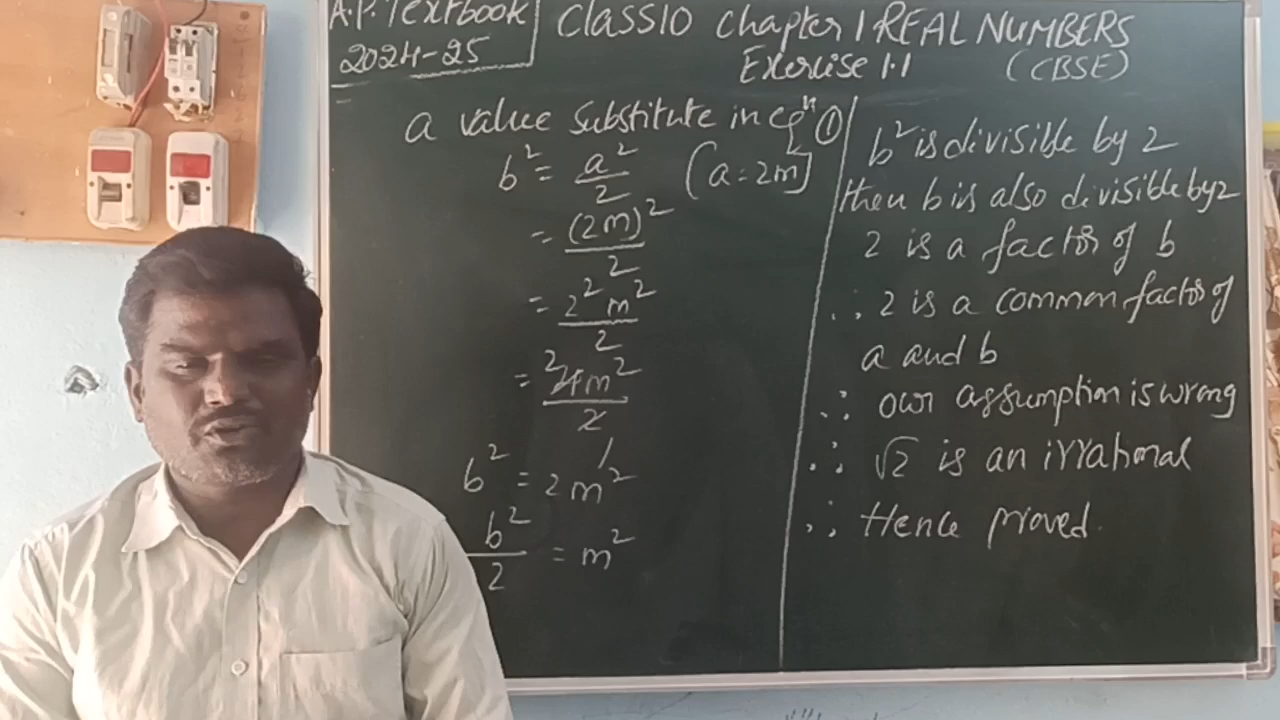 A.P. Textbook
2024-25
Class10 Chapter 1 REAL NUMBERS
Exercise 1.1 (CBSE)
a value substitute in eqⁿ ①
b² = a²/2 (a = 2m)
= (2m)²/2
= 2²m²/2
= 4m²/2
b² = 2m²
b²/2 = m²
b² is divisible by 2
then b is also divisible by 2
2 is a factor of b
∴ 2 is a common factor of
a and b
∴ our assumption is wrong
∴ √2 is an irrational
∴ Hence proved.